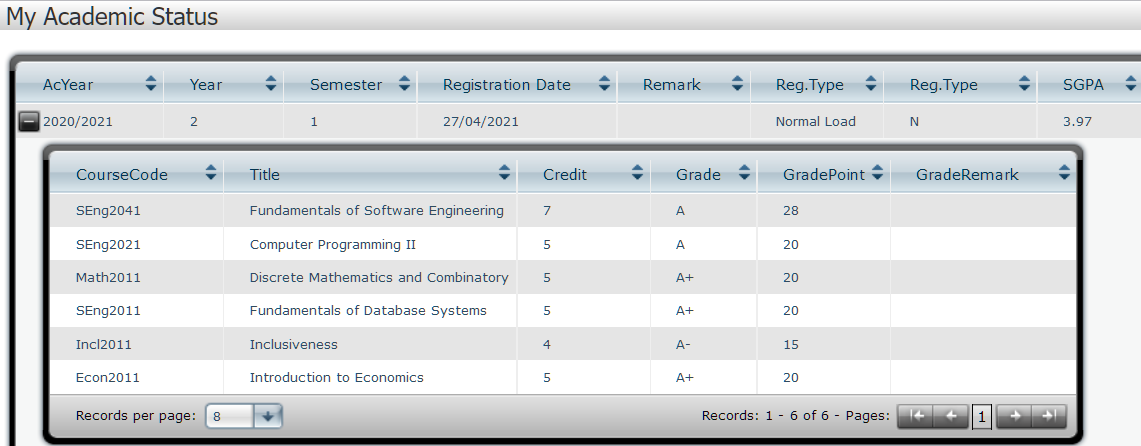 My Academic Status
AcYear Year Semester Registration Date Remark Reg.Type Reg.Type SGPA
2020/2021 2 1 27/04/2021 Normal Load N 3.97
CourseCode Title Credit Grade GradePoint GradeRemark
SEng2041 Fundamentals of Software Engineering 7 A 28
SEng2021 Computer Programming II 5 A 20
Math2011 Discrete Mathematics and Combinatory 5 A+ 20
SEng2011 Fundamentals of Database Systems 5 A+ 20
Incl2011 Inclusiveness 4 A- 15
Econ2011 Introduction to Economics 5 A+ 20
Records per page: 8 Records: 1 - 6 of 6 - Pages: 1